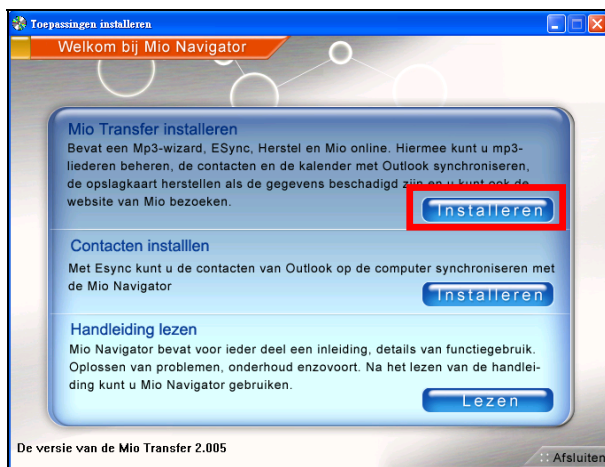 Toepassingen installeren
Welkom bij Mio Navigator
Mio Transfer installeren
Bevat een Mp3-wizard, ESync, Herstel en Mio online. Hiermee kunt u mp3-
liederen beheren, de contacten en de kalender met Outlook synchroniseren,
de opslagkaart herstellen als de gegevens beschadigd zijn en u kunt ook de
website van Mio bezoeken.
Installeren
Contacten installlen
Met Esync kunt u de contacten van Outlook op de computer synchroniseren met
de Mio Navigator
Installeren
Handleiding lezen
Mio Navigator bevat voor ieder deel een inleiding, details van functiegebruik.
Oplossen van problemen, onderhoud enzovoort. Na het lezen van de handlei-
ding kunt u Mio Navigator gebruiken.
Lezen
De versie van de Mio Transfer 2.005
:: Afsluiten